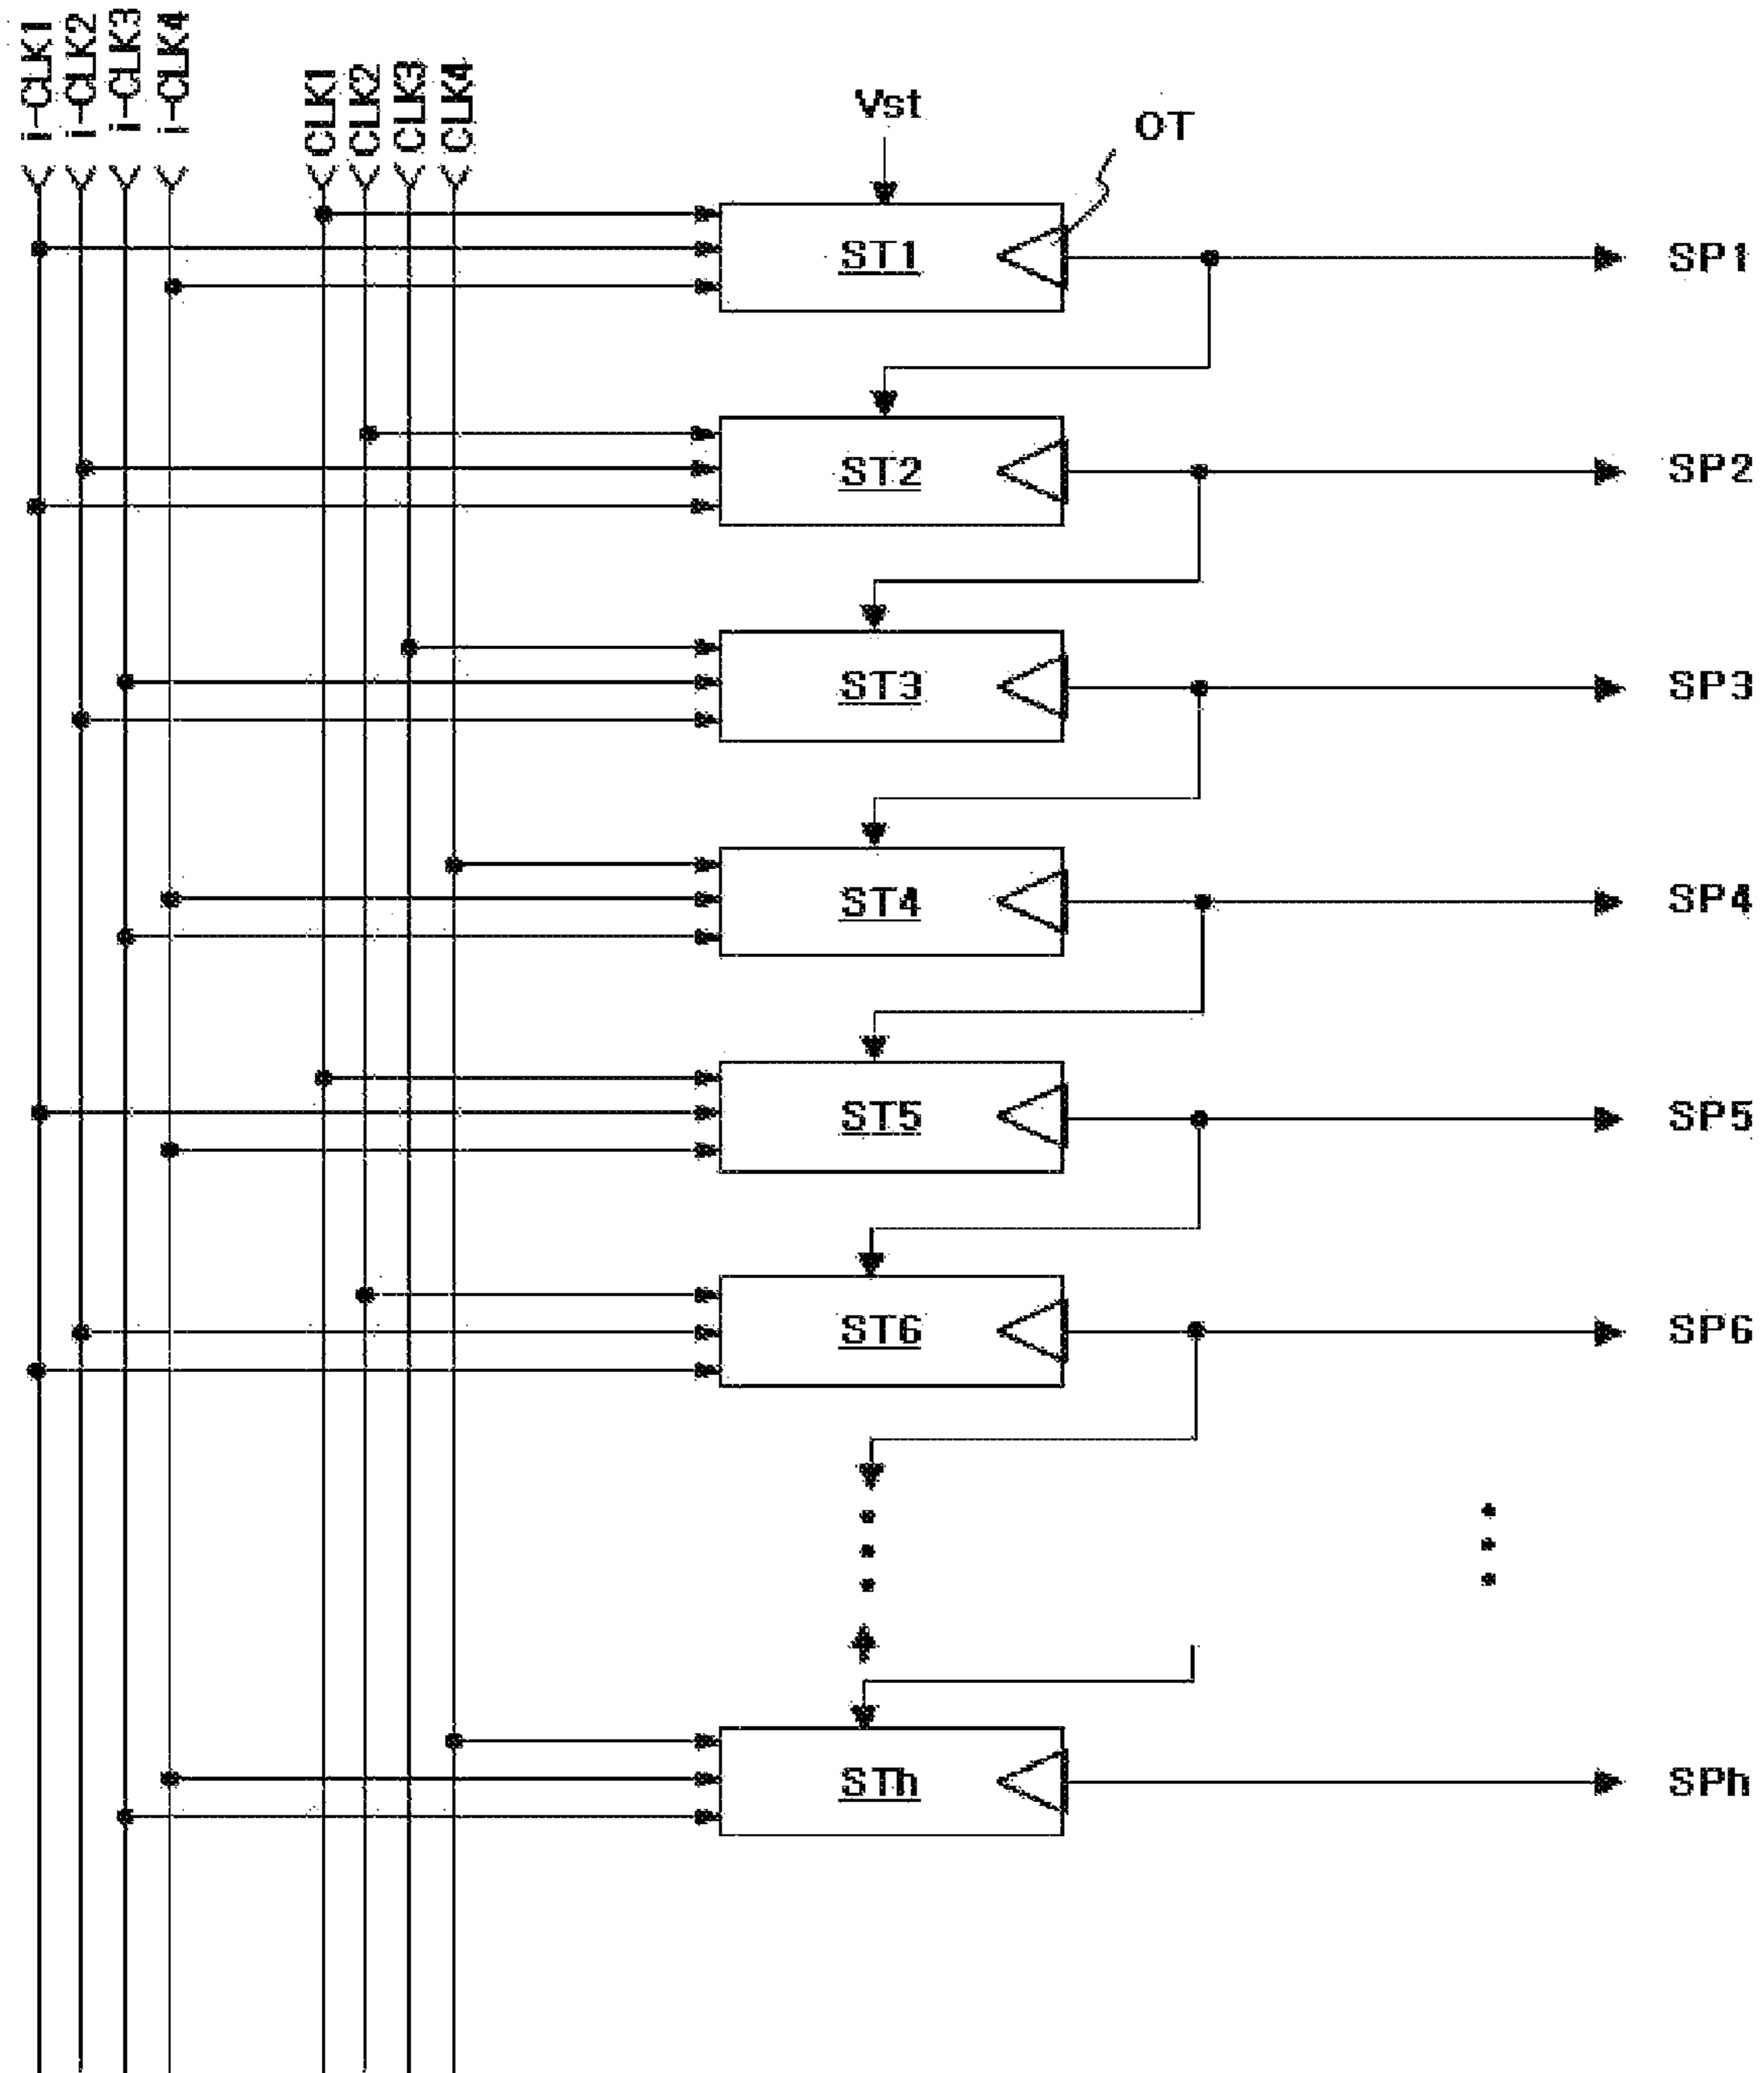 i-CLK1
i-CLK2
i-CLK3
i-CLK4
CLK1
CLK2
CLK3
CLK4
Vst
OT
ST1
SP1
ST2
SP2
ST3
SP3
ST4
SP4
ST5
SP5
ST6
SP6
STh
SPh